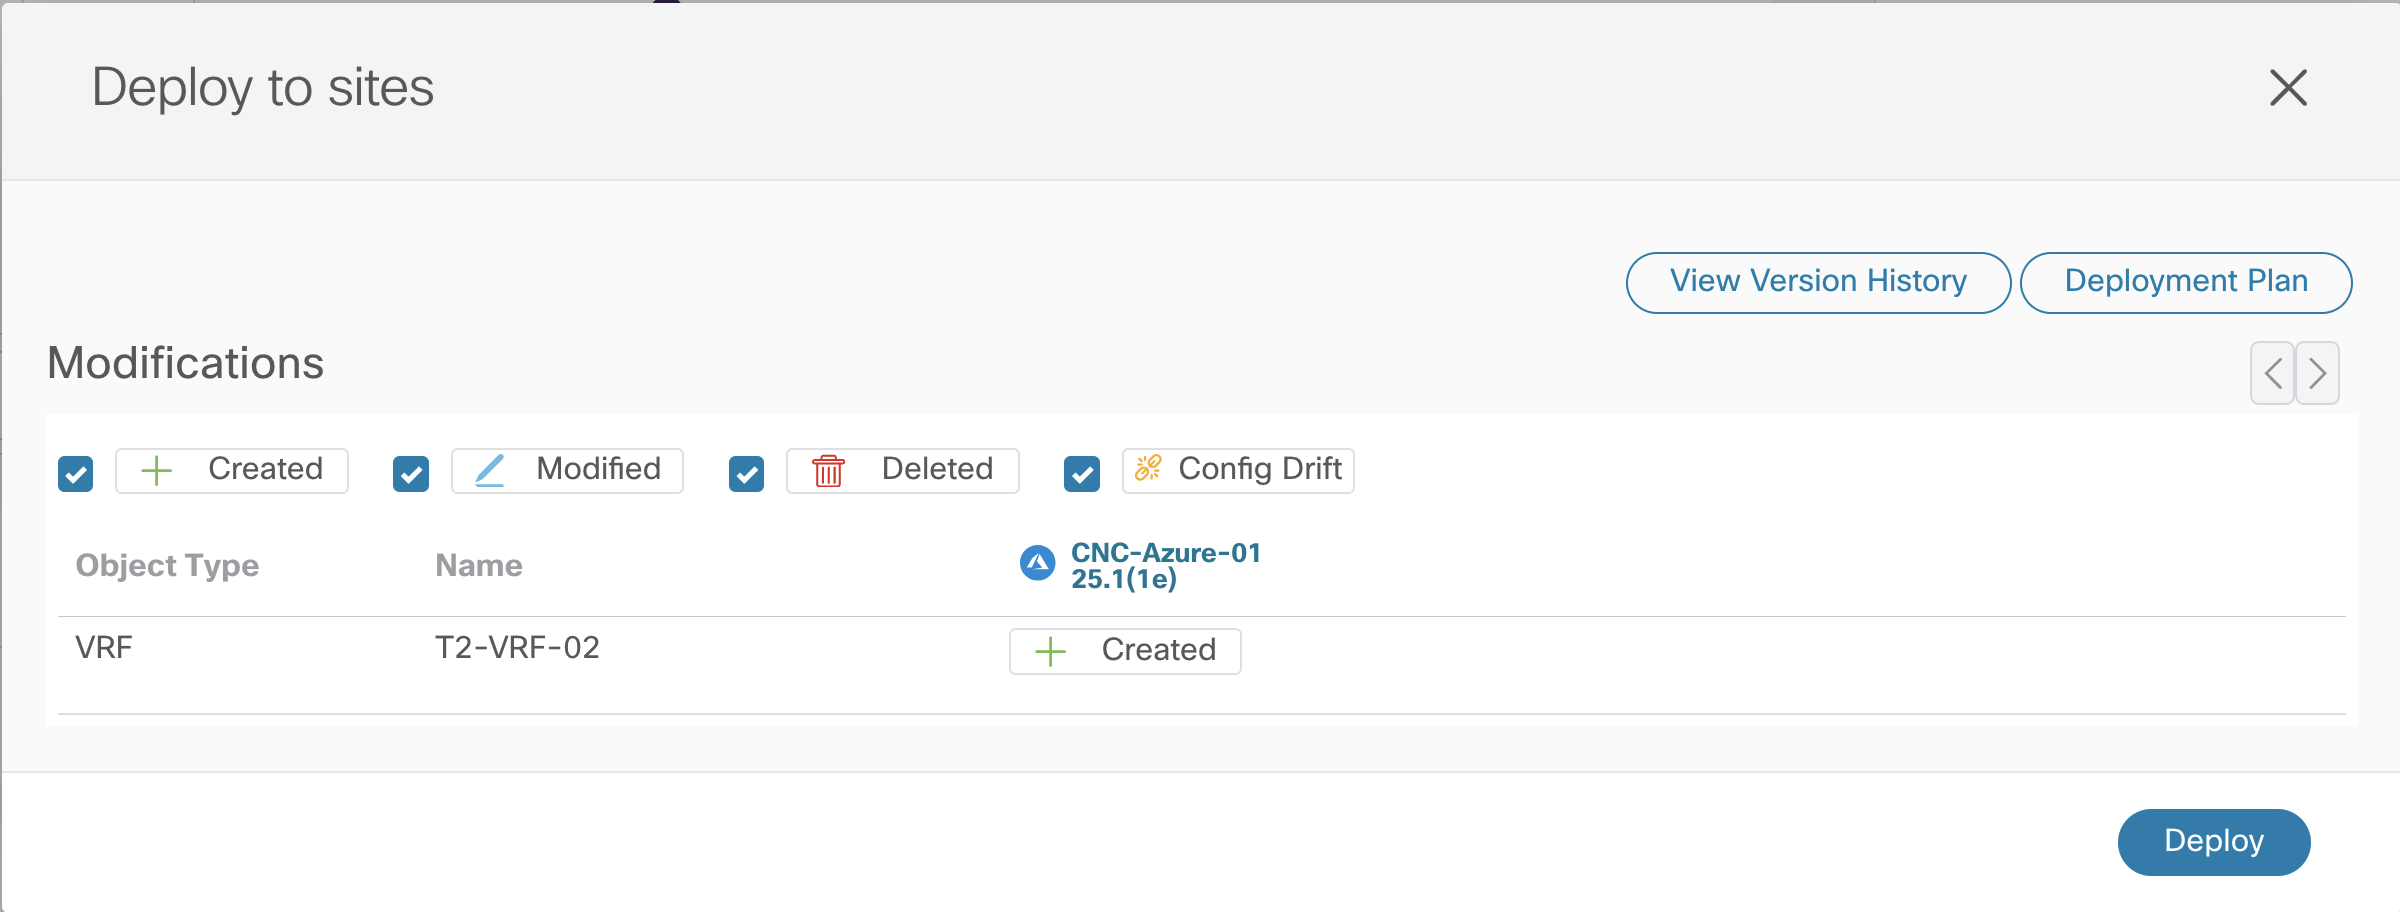 Deploy to sites
View Version History
Deployment Plan
Modifications
Created
Modified
Deleted
Config Drift
Object Type
Name
CNC-Azure-01
25.1(1e)
VRF
T2-VRF-02
Created
Deploy